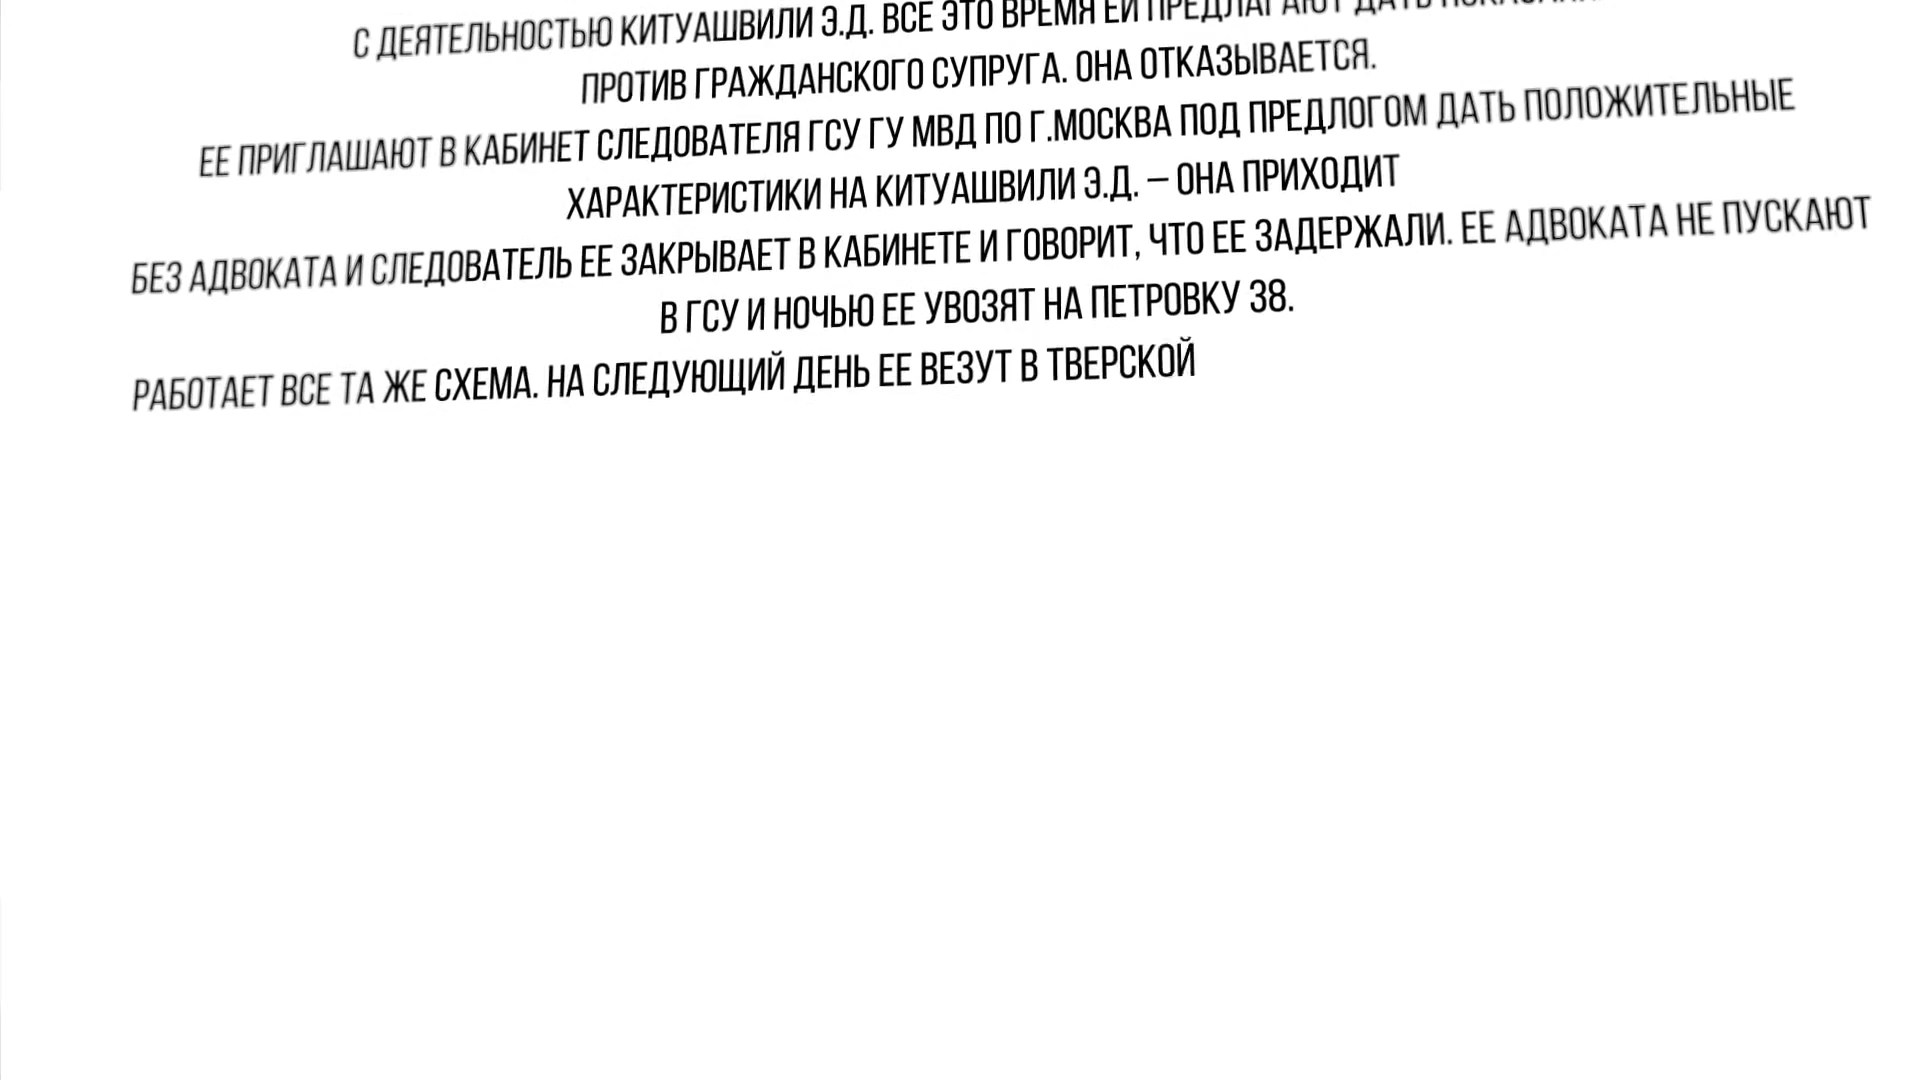 С ДЕЯТЕЛЬНОСТЬЮ КИТУАШВИЛИ Э.Д. ВСЕ ЭТО ВРЕМЯ ЕЙ ПРЕДЛАГАЮТ ДАТЬ
ПРОТИВ ГРАЖДАНСКОГО СУПРУГА. ОНА ОТКАЗЫВАЕТСЯ.
ЕЕ ПРИГЛАШАЮТ В КАБИНЕТ СЛЕДОВАТЕЛЯ ГСУ ГУ МВД ПО Г.МОСКВА ПОД ПРЕДЛОГОМ ДАТЬ ПОЛОЖИТЕЛЬНЫЕ
ХАРАКТЕРИСТИКИ НА КИТУАШВИЛИ Э.Д. – ОНА ПРИХОДИТ
БЕЗ АДВОКАТА И СЛЕДОВАТЕЛЬ ЕЕ ЗАКРЫВАЕТ В КАБИНЕТЕ И ГОВОРИТ, ЧТО ЕЕ ЗАДЕРЖАЛИ. ЕЕ АДВОКАТА НЕ ПУСКАЮТ
В ГСУ И НОЧЬЮ ЕЕ УВОЗЯТ НА ПЕТРОВКУ 38.
РАБОТАЕТ ВСЕ ТА ЖЕ СХЕМА. НА СЛЕДУЮЩИЙ ДЕНЬ ЕЕ ВЕЗУТ В ТВЕРСКОЙ